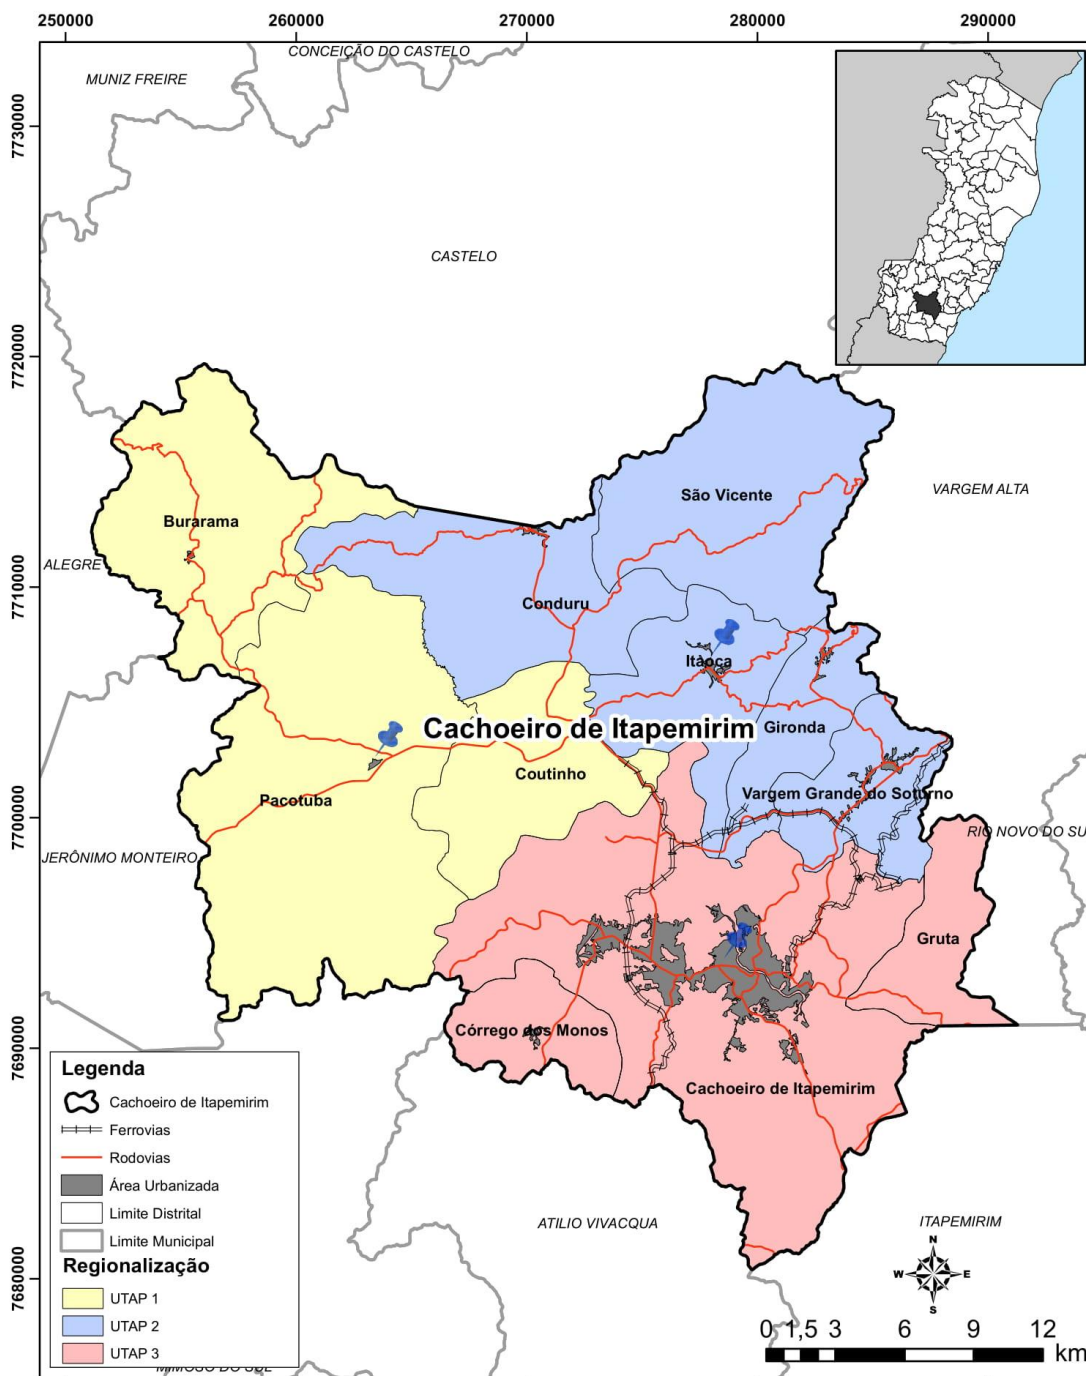 250000
260000
270000
280000
290000
CONCEIÇÃO DO CASTELO
MUNIZ FREIRE
7730000
CASTELO
7720000
São Vicente
VARGEM ALTA
Burarama
ALEGRE
7710000
Conduru
Itaoca
Cachoeiro de Itapemirim
Gironda
Coutinho
Vargem Grande do Soturno
Pacotuba
7700000
RIO NOVO DO SU
JERÔNIMO MONTEIRO
Gruta
Córrego dos Monos
7690000
Cachoeiro de Itapemirim
Legenda
Cachoeiro de Itapemirim
Ferrovias
Rodovias
Área Urbanizada
Limite Distrital
Limite Municipal
Regionalização
UTAP 1
UTAP 2
UTAP 3
ATILIO VIVACQUA
ITAPEMIRIM
7680000
N
W
E
S
0 1,5 3 6 9 12
km
MIMOSO DO SUL